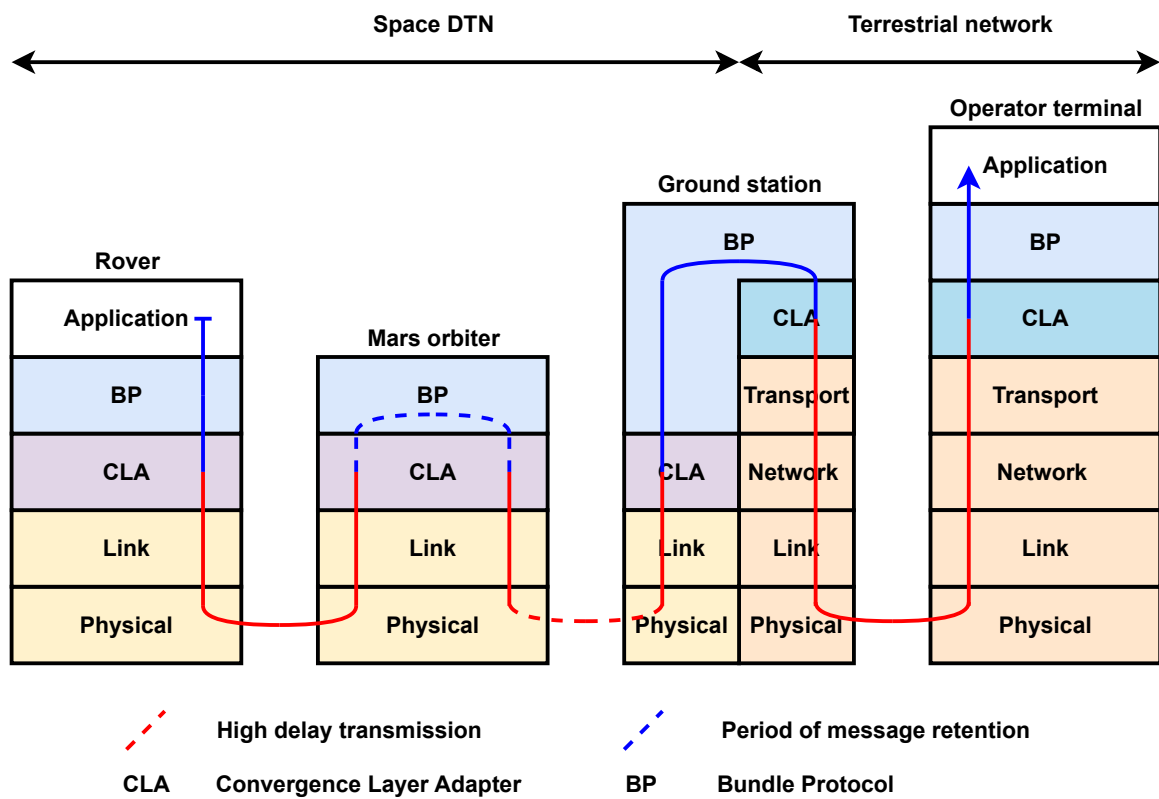 Space DTN
Terrestrial network
Operator terminal
Application
Ground station
BP
BP
Rover
Application
CLA
CLA
Mars orbiter
BP
BP
Transport
Transport
CLA
CLA
CLA
Network
Network
Link
Link
Link
Link
Link
Physical
Physical
Physical
Physical
Physical
High delay transmission
Period of message retention
CLA
Convergence Layer Adapter
BP
Bundle Protocol